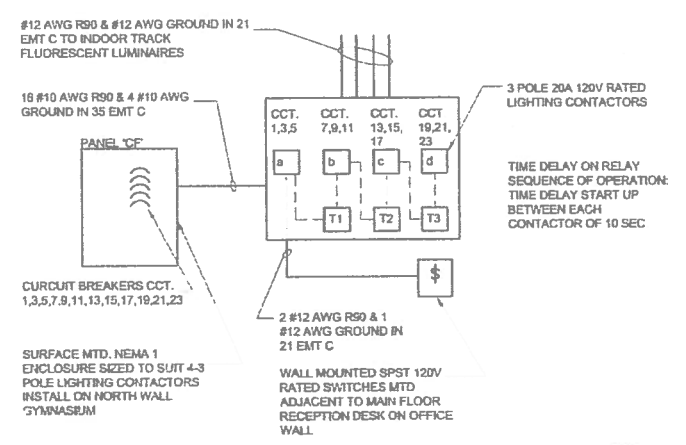 #12 AWG R90 & #12 AWG GROUND IN 21
EMT C TO INDOOR TRACK
FLUORESCENT LUMINAIRES
16 #10 AWG R90 & 4 #10 AWG
GROUND IN 35 EMT C
PANEL "CF"
CCT.
1,3,5
CCT.
7,9,11
CCT.
13,15,
17
CCT
19,21,
23
a
b
c
d
T1
T2
T3
3 POLE 20A 120V RATED
LIGHTING CONTACTORS
TIME DELAY ON RELAY
SEQUENCE OF OPERATION:
TIME DELAY START UP
BETWEEN EACH
CONTACTOR OF 10 SEC
$
CURCUIT BREAKERS CCT.
1,3,5,7.9,11,13,15,17,19,21,23
2 #12 AWG R90 & 1
#12 AWG GROUND IN
21 EMT C
SURFACE MTD. NEMA 1
ENCLOSURE SIZED TO SUIT 4-3
POLE LIGHTING CONTACTORS
INSTALL ON NORTH WALL
GYMNASIUM
WALL MOUNTED SPST 120V
RATED SWITCHES MTD
ADJACENT TO MAIN FLOOR
RECEPTION DESK ON OFFICE
WALL